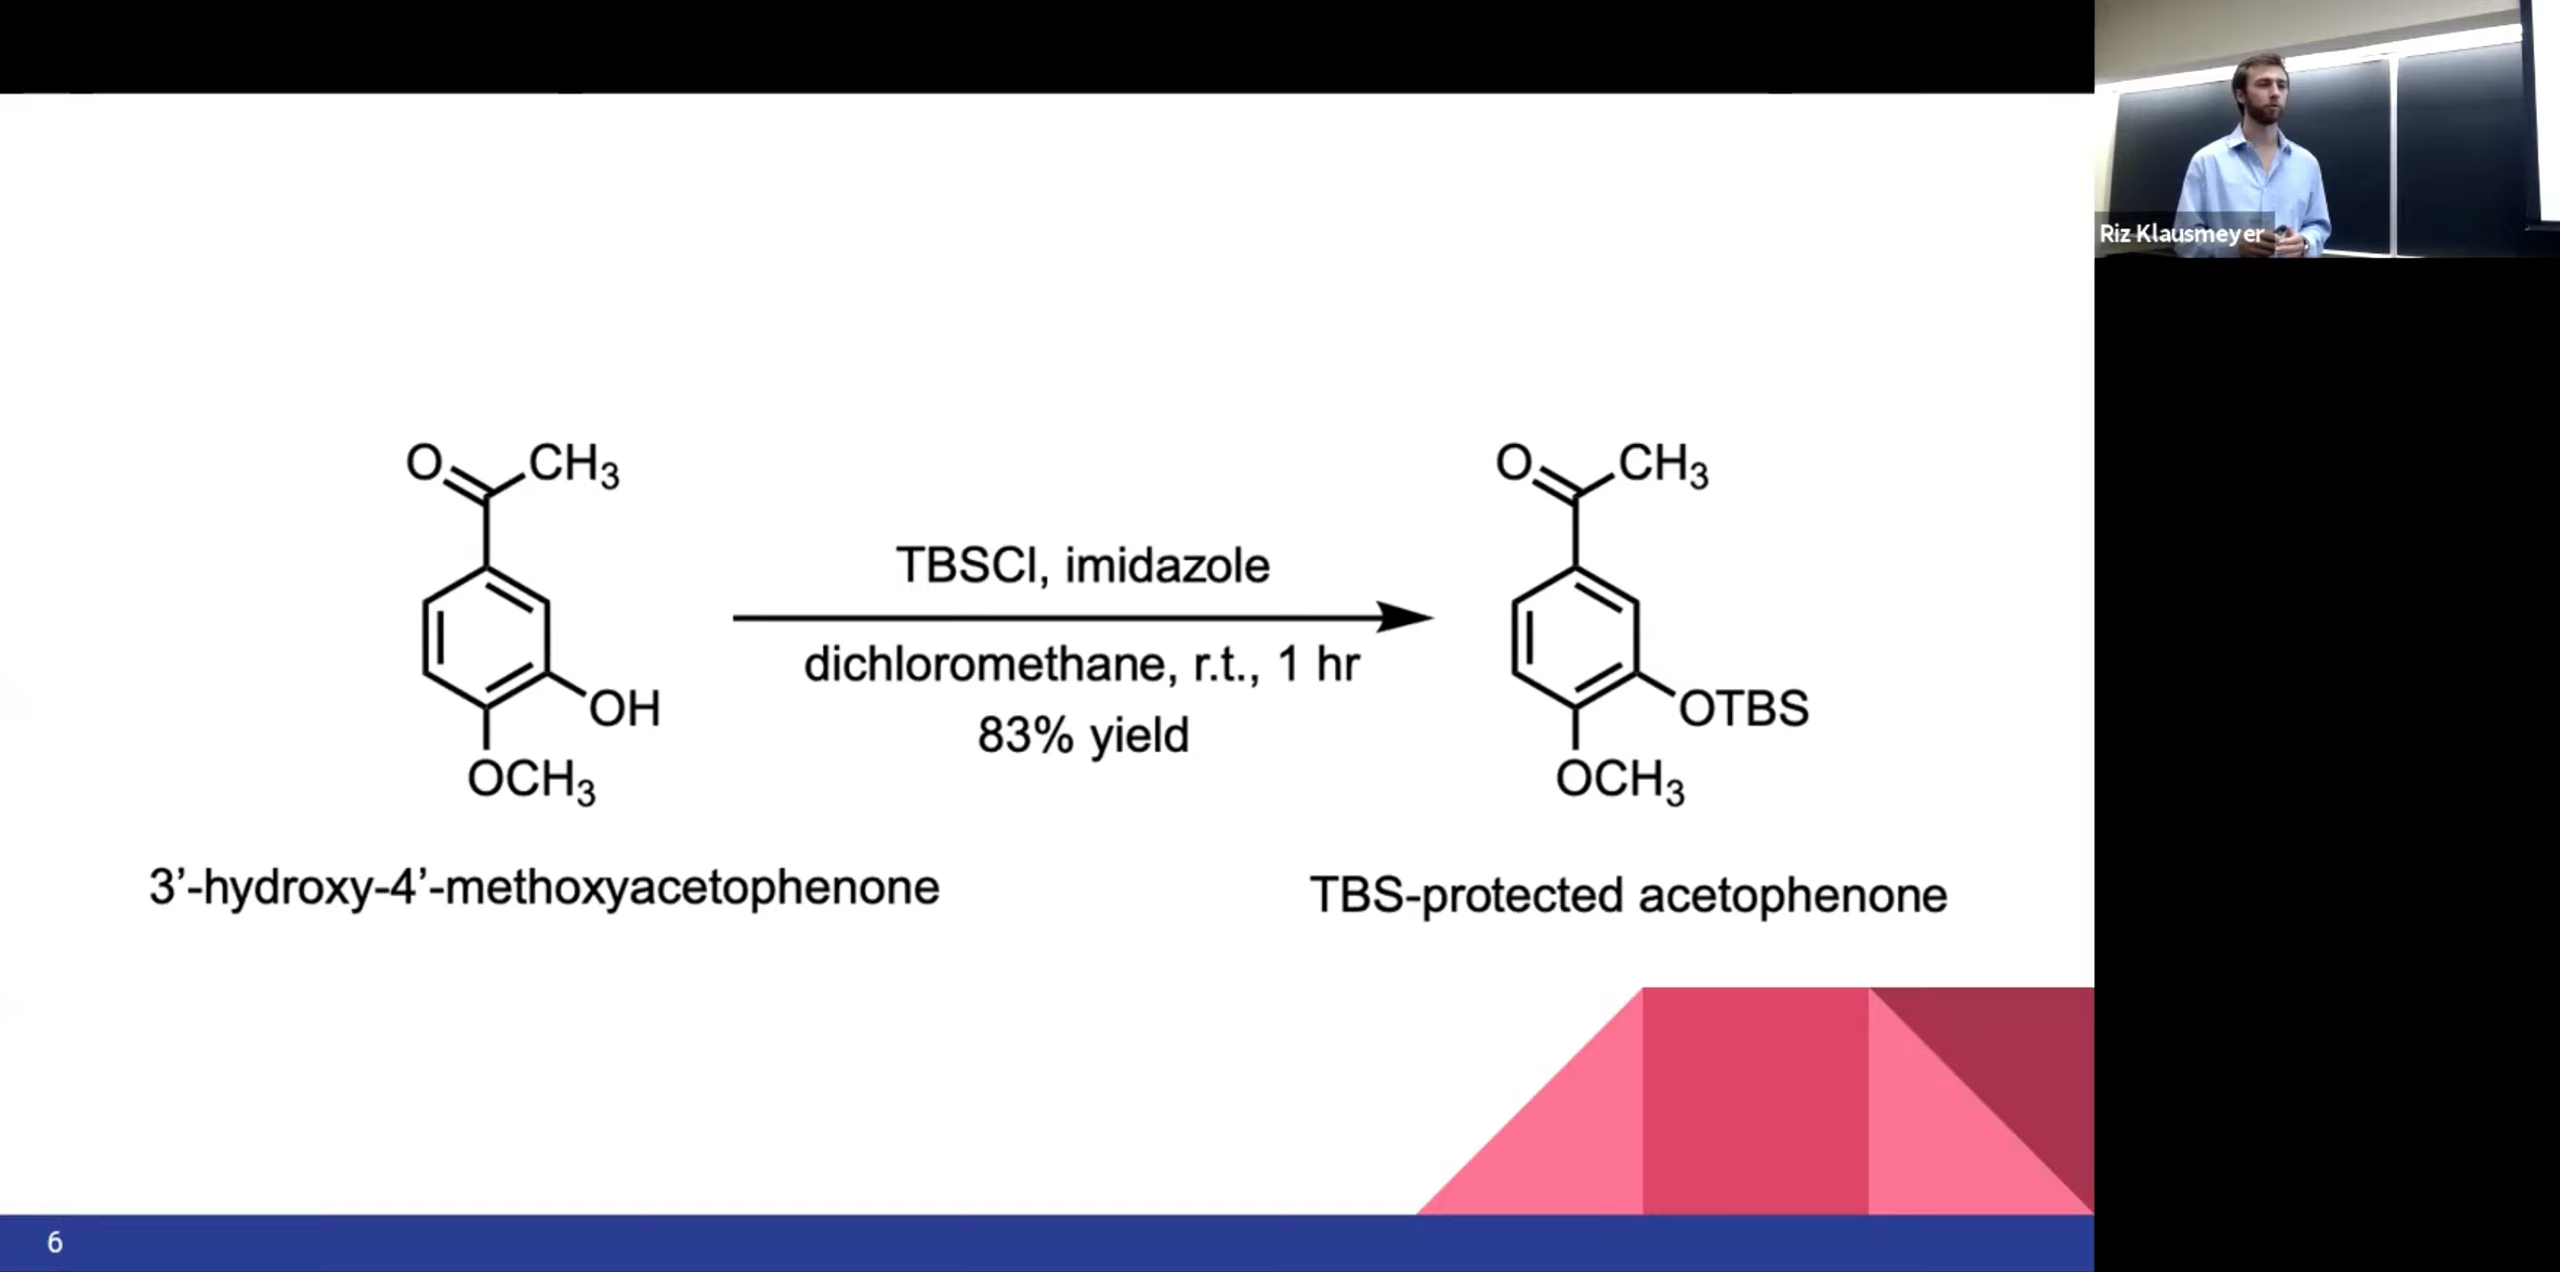 O CH3
OH
OCH3
3’-hydroxy-4’-methoxyacetophenone
TBSCl, imidazole
dichloromethane, r.t., 1 hr
83% yield
O CH3
OTBS
OCH3
TBS-protected acetophenone
6
Riz Klausmeyer